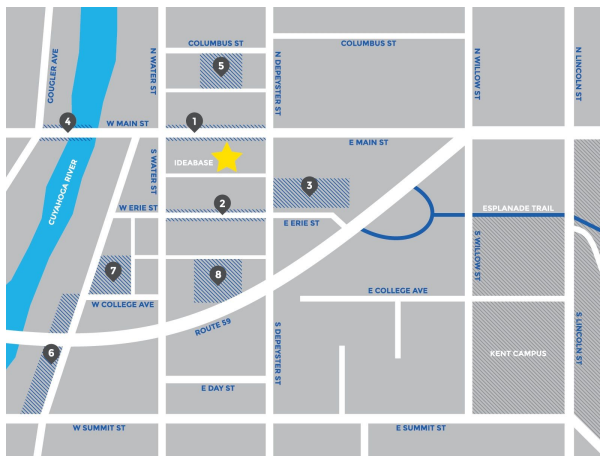 COLUMBUS ST
COLUMBUS ST
GOUGLER AVE
N WATER ST
N DEPEYSTER ST
N WILLOW ST
N LINCOLN ST
5
4
W MAIN ST
1
E MAIN ST
IDEABASE
CUYAHOGA RIVER
S WATER ST
3
W ERIE ST
2
E ERIE ST
ESPLANADE TRAIL
S WILLOW ST
7
8
W COLLEGE AVE
E COLLEGE AVE
ROUTE 59
6
S DEPEYSTER ST
S LINCOLN ST
KENT CAMPUS
E DAY ST
W SUMMIT ST
E SUMMIT ST